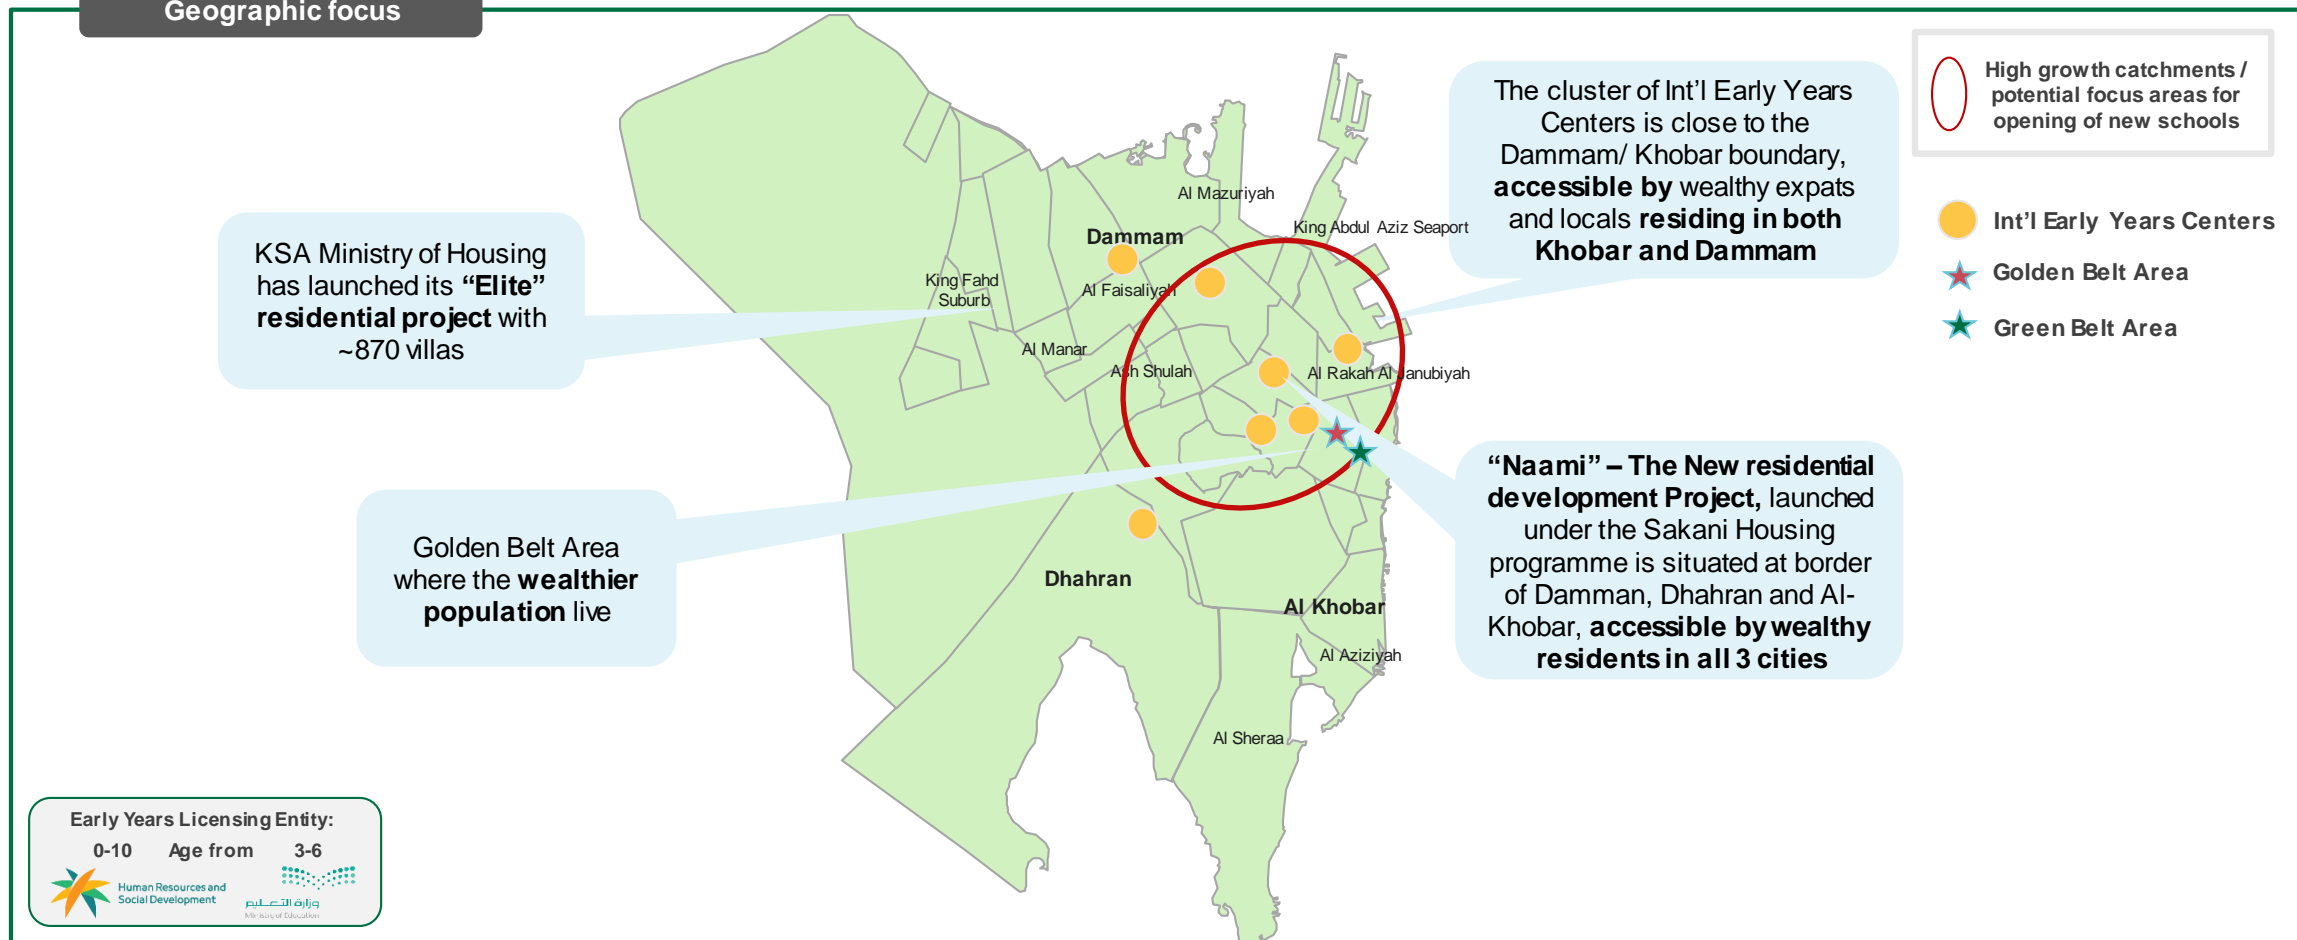 Geographic focus
High growth catchments /
potential focus areas for
opening of new schools
Int'l Early Years Centers
Golden Belt Area
Green Belt Area
The cluster of Int'l Early Years
Centers is close to the
Dammam/ Khobar boundary,
accessible by wealthy expats
and locals residing in both
Khobar and Dammam
KSA Ministry of Housing
has launched its “Elite”
residential project with
~870 villas
Al Mazuriyah
King Abdul Aziz Seaport
Dammam
King Fahd
Suburb
Al Faisaliyah
Al Manar
Ash Shulah
Al Rakah Al Janubiyah
Golden Belt Area
where the wealthier
population live
“Naami” – The New residential
development Project, launched
under the Sakani Housing
programme is situated at border
of Damman, Dhahran and Al-
Khobar, accessible by wealthy
residents in all 3 cities
Dhahran
Al Khobar
Al Aziziyah
Al Sheraa
Early Years Licensing Entity:
0-10 Age from 3-6
Human Resources and
Social Development
وزارة التعليم
Ministry of Education